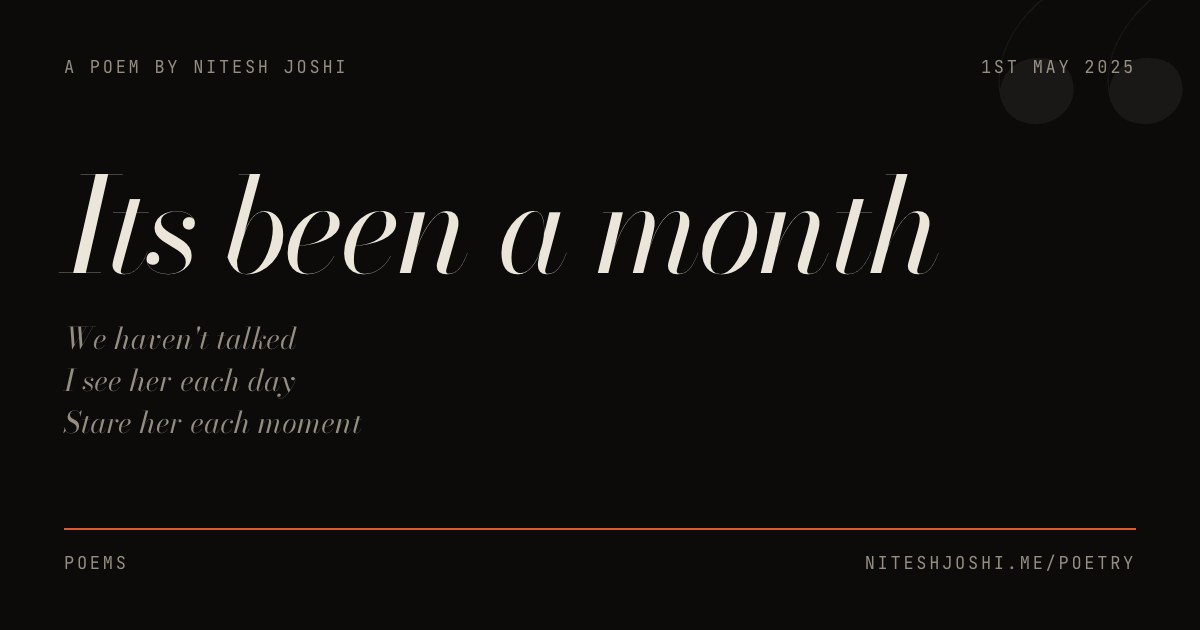 A POEM BY NITESH JOSHI
1ST MAY 2025
Its been a month
We haven't talked
I see her each day
Stare her each moment
POEMS
NITESHJOSHI.ME/POETRY